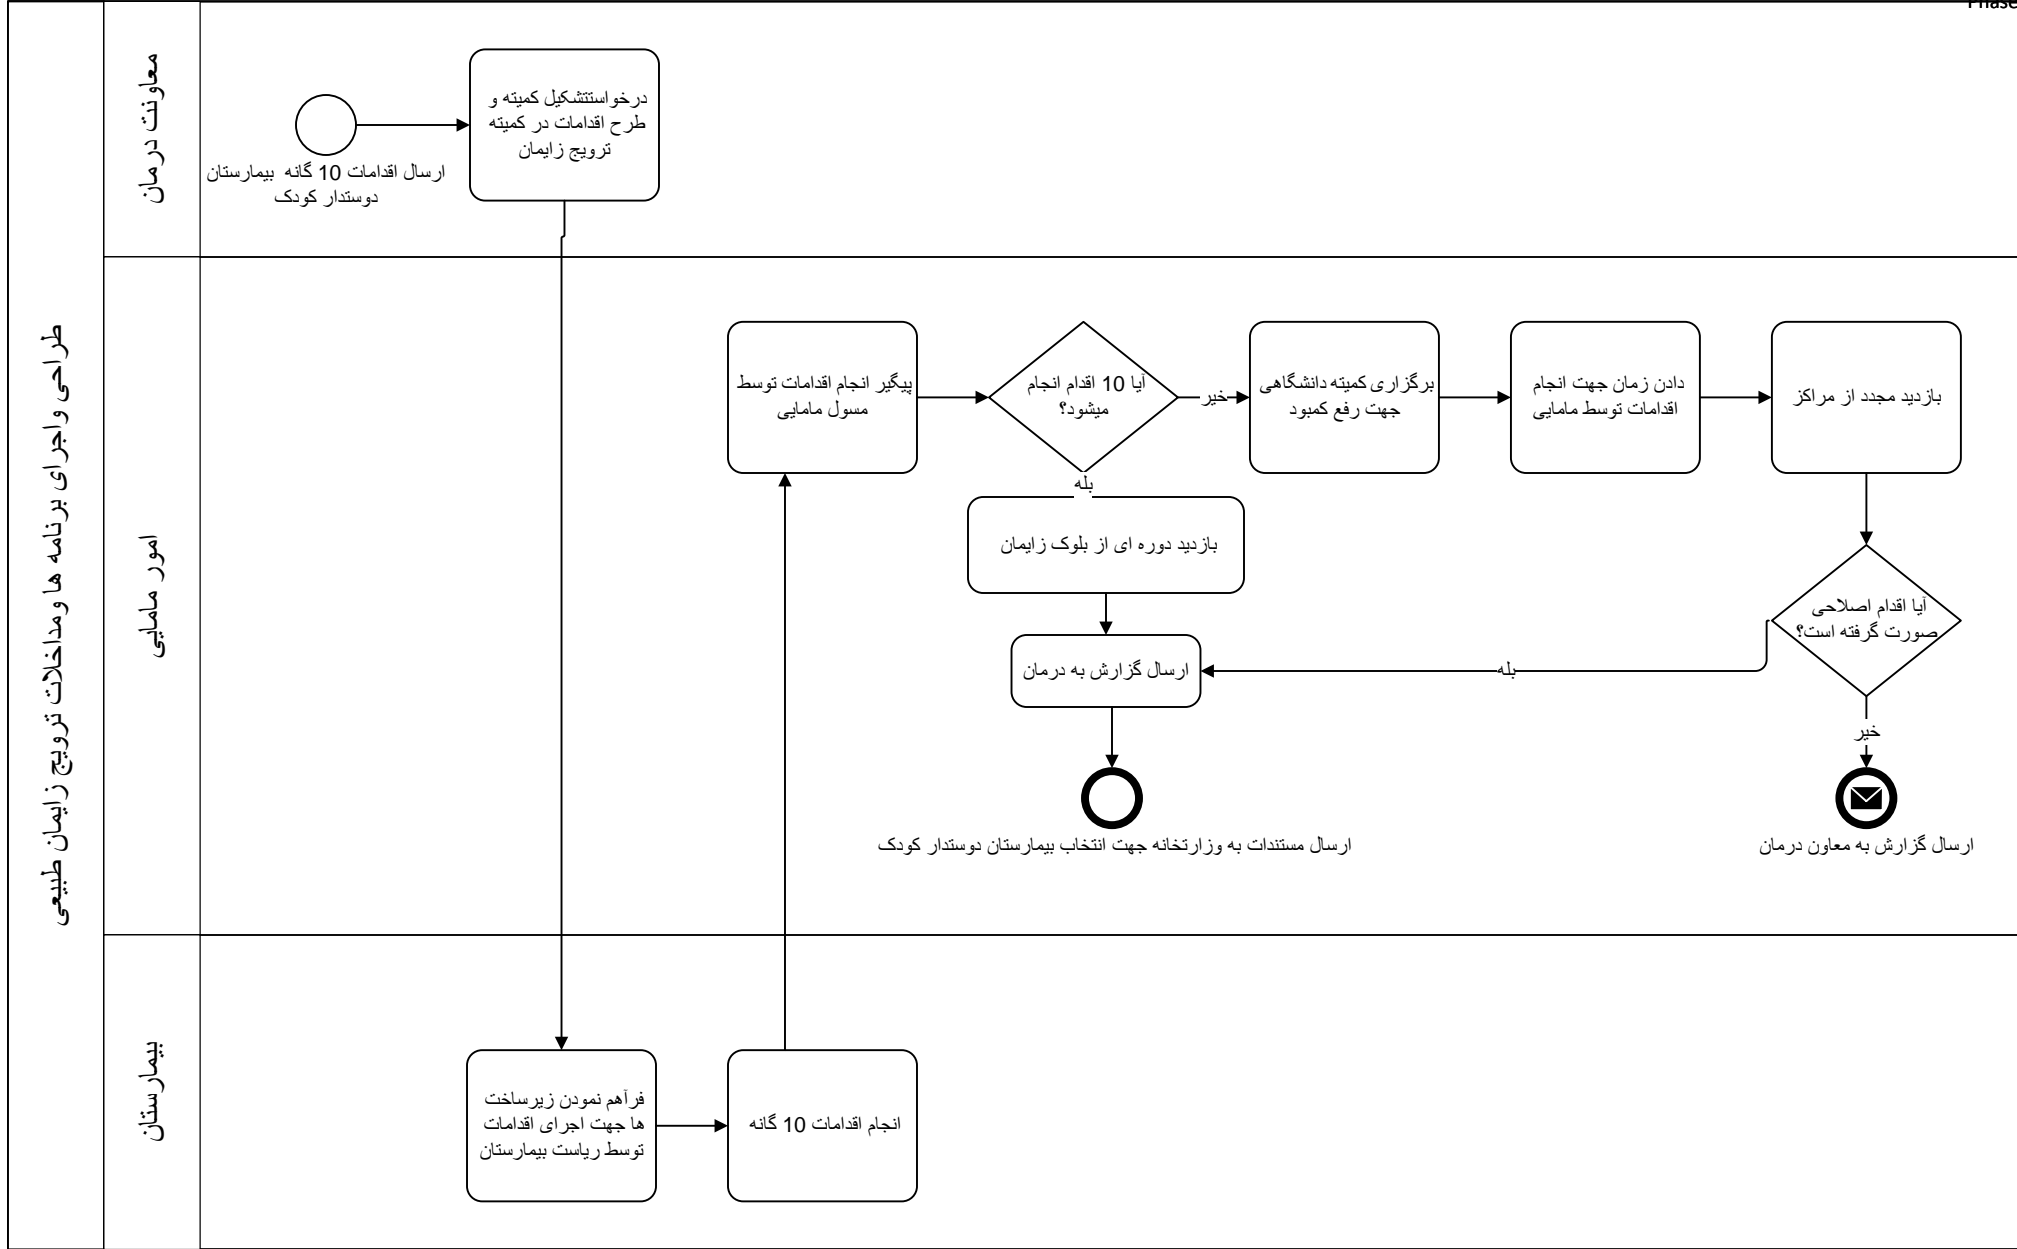 Phase
طراحی واجرای برنامه ها ومداخلات ترویج زایمان طبیعی
معاونت درمان
ارسال اقدامات 10 گانه بیمارستان
دوستدار کودک
درخواستتشکیل کمیته و
طرح اقدامات در کمیته
ترویج زایمان
امور مامایی
پیگیر انجام اقدامات توسط
مسول مامایی
آیا 10 اقدام انجام
میشود؟
خیر
برگزاری کمیته دانشگاهی
جهت رفع کمبود
دادن زمان جهت انجام
اقدامات توسط مامایی
بازدید مجدد از مراکز
بله
بازدید دوره ای از بلوک زایمان
آیا اقدام اصلاحی
صورت گرفته است؟
بله
ارسال گزارش به درمان
خیر
ارسال مستندات به وزارتخانه جهت انتخاب بیمارستان دوستدار کودک
ارسال گزارش به معاون درمان
بیمارستان
فرآهم نمودن زیرساخت
ها جهت اجرای اقدامات
توسط ریاست بیمارستان
انجام اقدامات 10 گانه